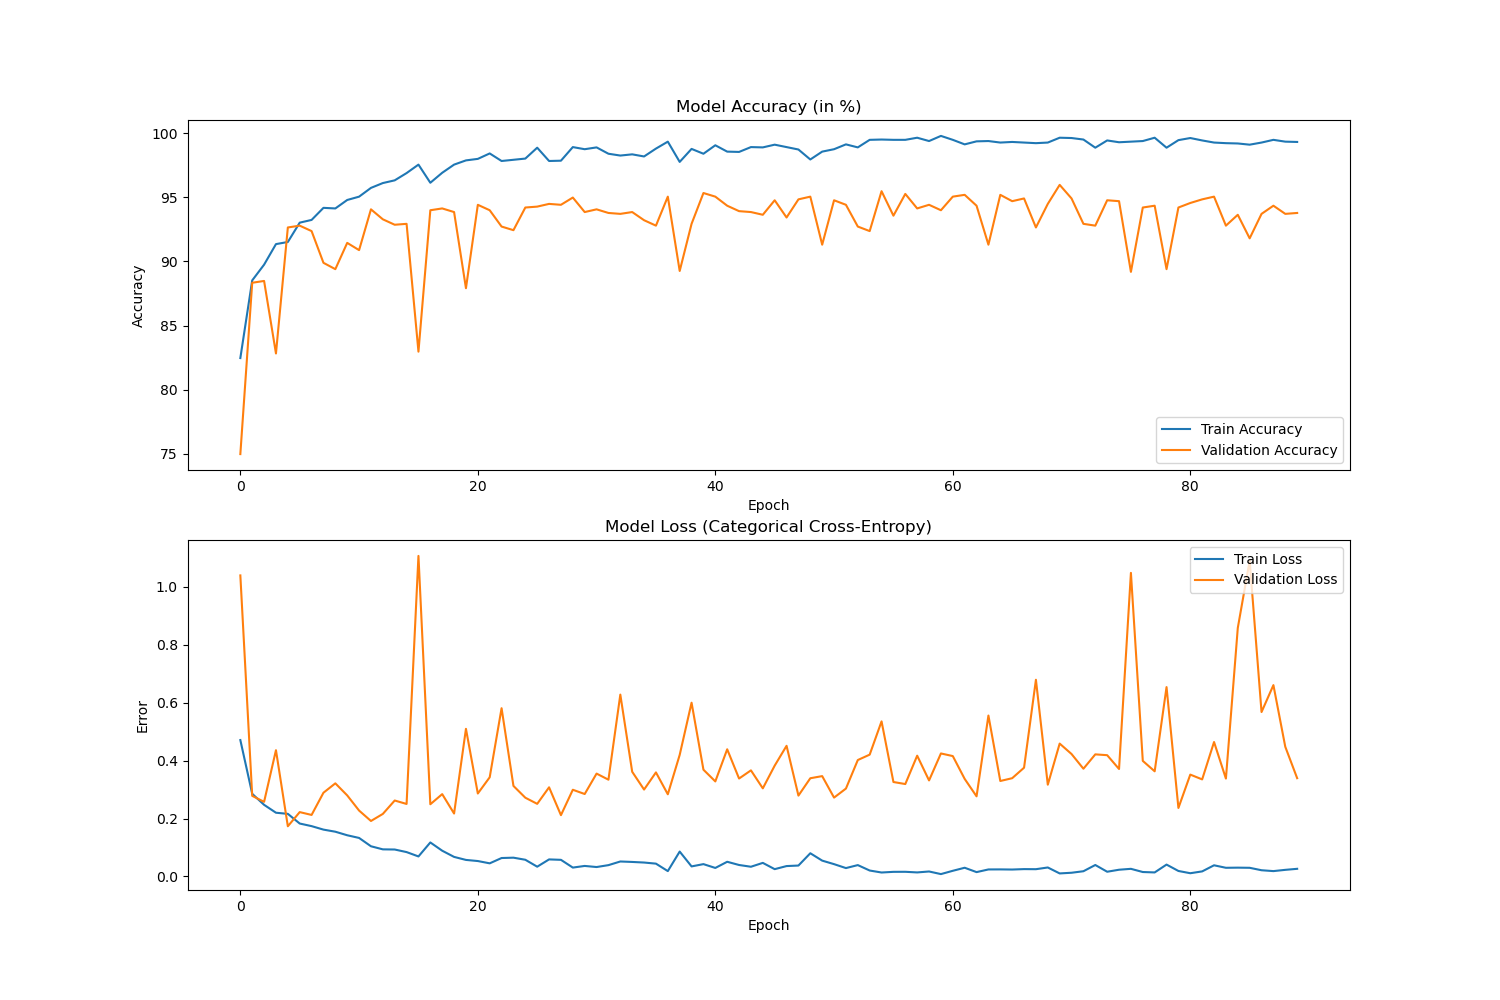 Model Accuracy (in %)
100
95
90
85
80
75
Accuracy
Train Accuracy
Validation Accuracy
0 20 40 60 80
Epoch
Model Loss (Categorical Cross-Entropy)
1.0
0.8
0.6
0.4
0.2
0.0
Error
Train Loss
Validation Loss
0 20 40 60 80
Epoch